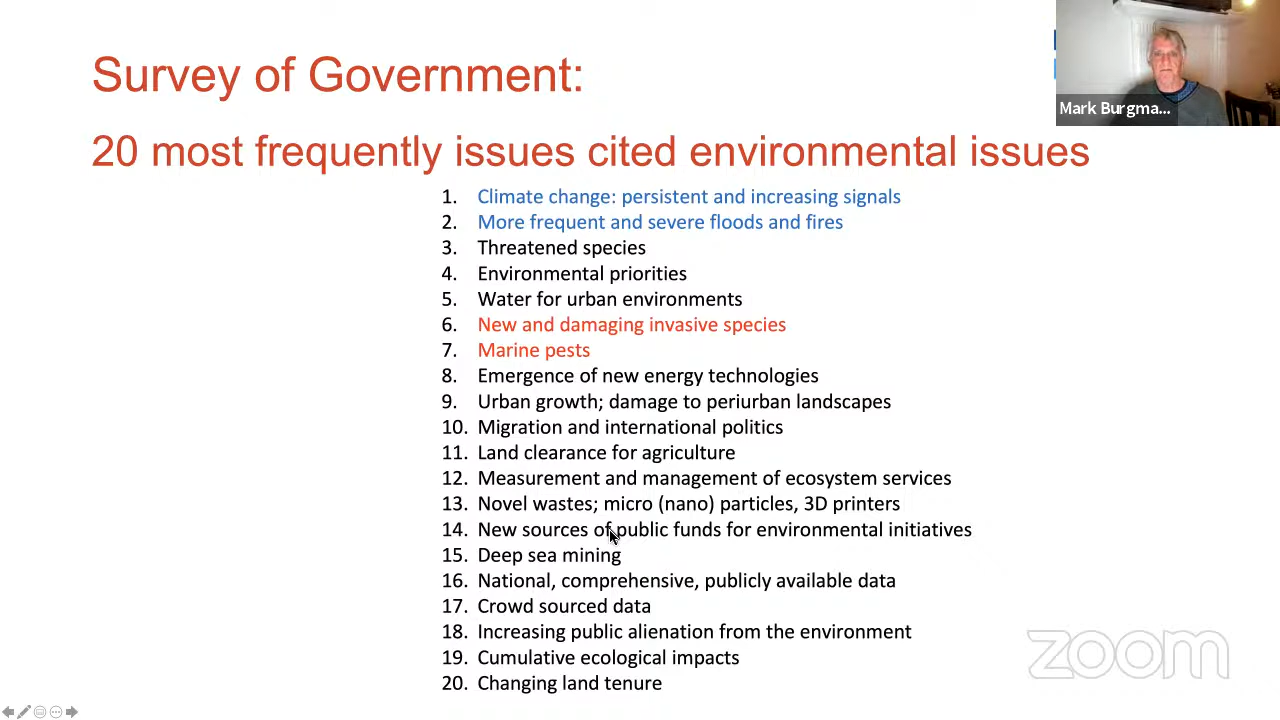 Survey of Government:
20 most frequently issues cited environmental issues
Mark Burgma...
1. Climate change: persistent and increasing signals
2. More frequent and severe floods and fires
3. Threatened species
4. Environmental priorities
5. Water for urban environments
6. New and damaging invasive species
7. Marine pests
8. Emergence of new energy technologies
9. Urban growth; damage to periurban landscapes
10. Migration and international politics
11. Land clearance for agriculture
12. Measurement and management of ecosystem services
13. Novel wastes; micro (nano) particles, 3D printers
14. New sources of public funds for environmental initiatives
15. Deep sea mining
16. National, comprehensive, publicly available data
17. Crowd sourced data
18. Increasing public alienation from the environment
19. Cumulative ecological impacts
20. Changing land tenure
zoom